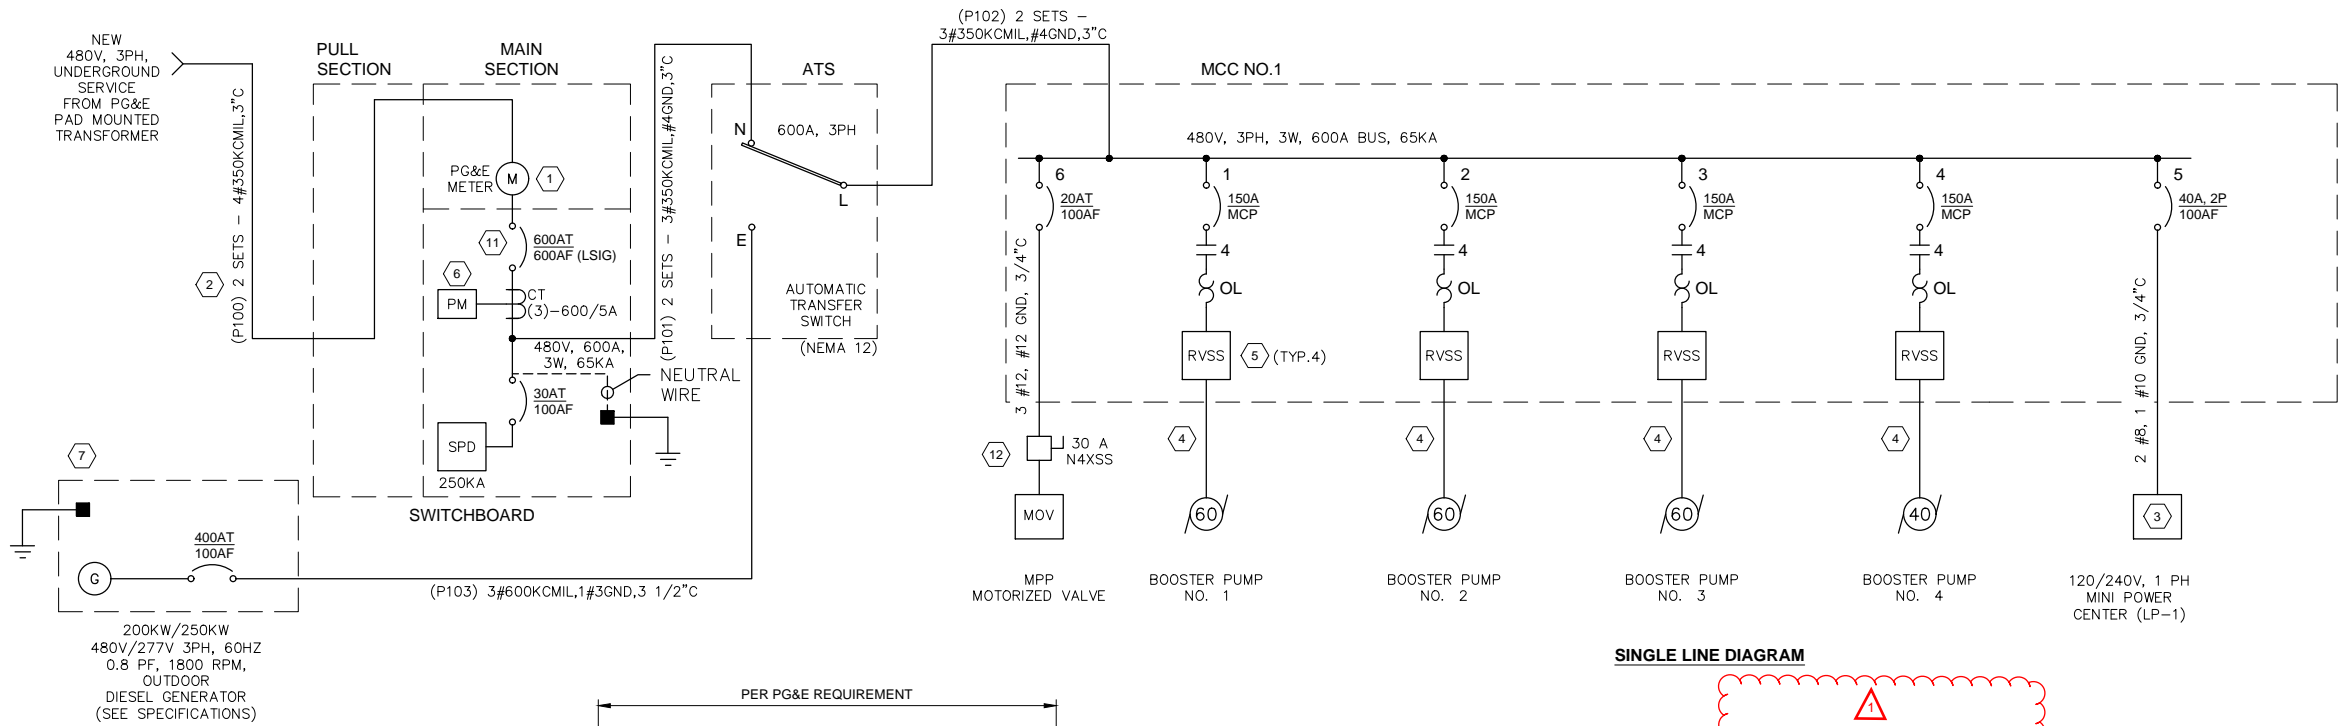 NEW
480V, 3PH,
UNDERGROUND
SERVICE
FROM PG&E
PAD MOUNTED
TRANSFORMER
(P100) 2 SETS - 4#350KCMIL,3"C
2
PULL
SECTION
MAIN
SECTION
PG&E
METER
M
1
11
600AT
600AF (LSIG)
6
PM
CT
(3)-600/5A
480V, 600A,
3W, 65KA
30AT
100AF
SPD
250KA
NEUTRAL
WIRE
SWITCHBOARD
(P101) 2 SETS - 3#350KCMIL,#4GND,3"C
ATS
N
600A, 3PH
L
E
AUTOMATIC
TRANSFER
SWITCH
(NEMA 12)
(P102) 2 SETS -
3#350KCMIL,#4GND,3"C
MCC NO.1
480V, 3PH, 3W, 600A BUS, 65KA
6
20AT
100AF
3 #12, #12 GND, 3/4"C
12
30 A
N4XSS
MOV
MPP
MOTORIZED VALVE
1
150A
MCP
4
OL
RVSS
5
(TYP.4)
4
60
BOOSTER PUMP
NO. 1
2
150A
MCP
4
OL
RVSS
4
60
BOOSTER PUMP
NO. 2
3
150A
MCP
4
OL
RVSS
4
60
BOOSTER PUMP
NO. 3
4
150A
MCP
4
OL
RVSS
4
40
BOOSTER PUMP
NO. 4
5
40A, 2P
100AF
2 #8, 1 #10 GND, 3/4"C
3
120/240V, 1 PH
MINI POWER
CENTER (LP-1)
7
G
400AT
100AF
(P103) 3#600KCMIL,1#3GND,3 1/2"C
200KW/250KW
480V/277V 3PH, 60HZ
0.8 PF, 1800 RPM,
OUTDOOR
DIESEL GENERATOR
(SEE SPECIFICATIONS)
PER PG&E REQUIREMENT
SINGLE LINE DIAGRAM
1